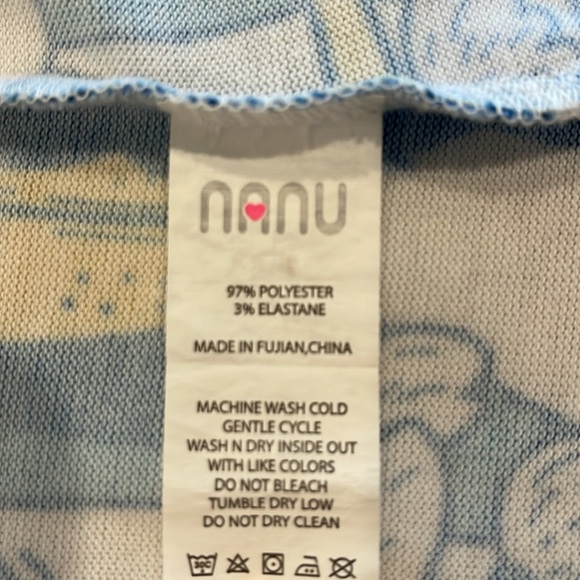 NANU
97% POLYESTER
3% ELASTANE
MADE IN FUJIAN,CHINA
MACHINE WASH COLD
GENTLE CYCLE
WASH N DRY INSIDE OUT
WITH LIKE COLORS
DO NOT BLEACH
TUMBLE DRY LOW
DO NOT DRY CLEAN
30C